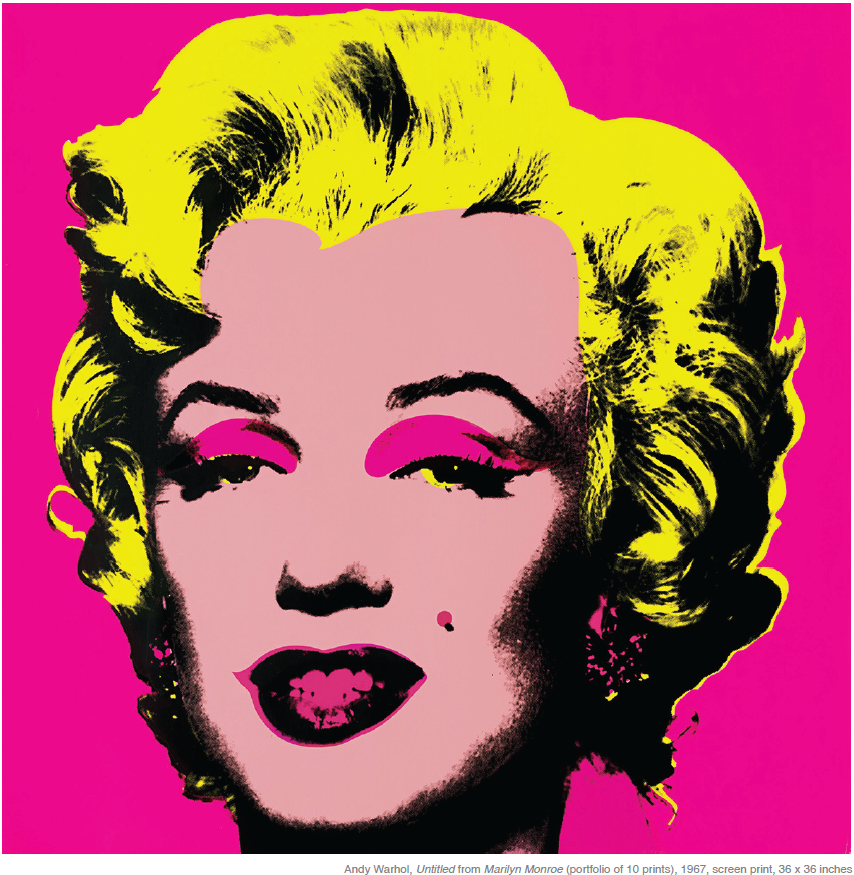 Andy Warhol, Untitled from Marilyn Monroe (portfolio of 10 prints), 1967, screen print, 36 x 36 inches